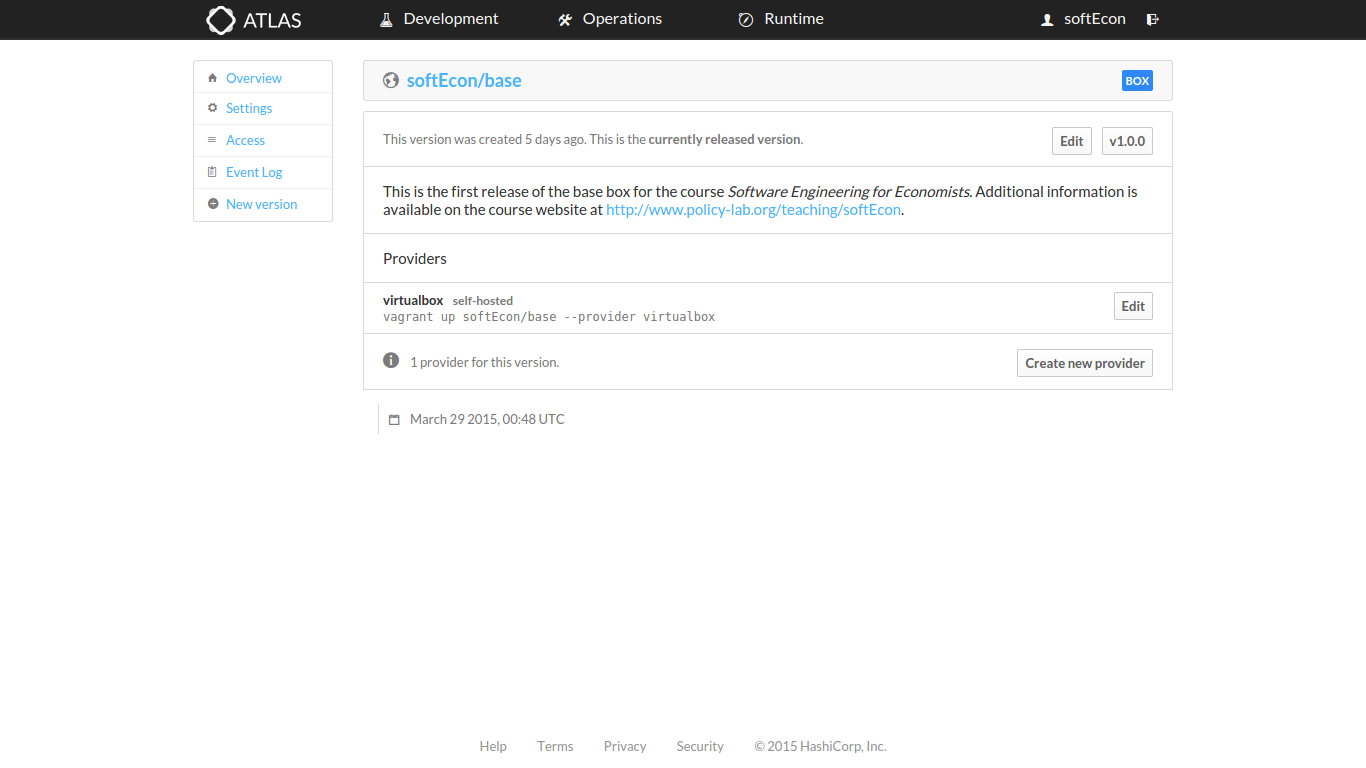 ATLAS Development Operations Runtime softEcon
Overview
Settings
Access
Event Log
New version
softEcon/base BOX
This version was created 5 days ago. This is the currently released version. Edit v1.0.0
This is the first release of the base box for the course Software Engineering for Economists. Additional information is
available on the course website at http://www.policy-lab.org/teaching/softEcon.
Providers
virtualbox self-hosted
vagrant up softEcon/base --provider virtualbox
Edit
1 provider for this version. Create new provider
March 29 2015, 00:48 UTC
Help Terms Privacy Security © 2015 HashiCorp, Inc.